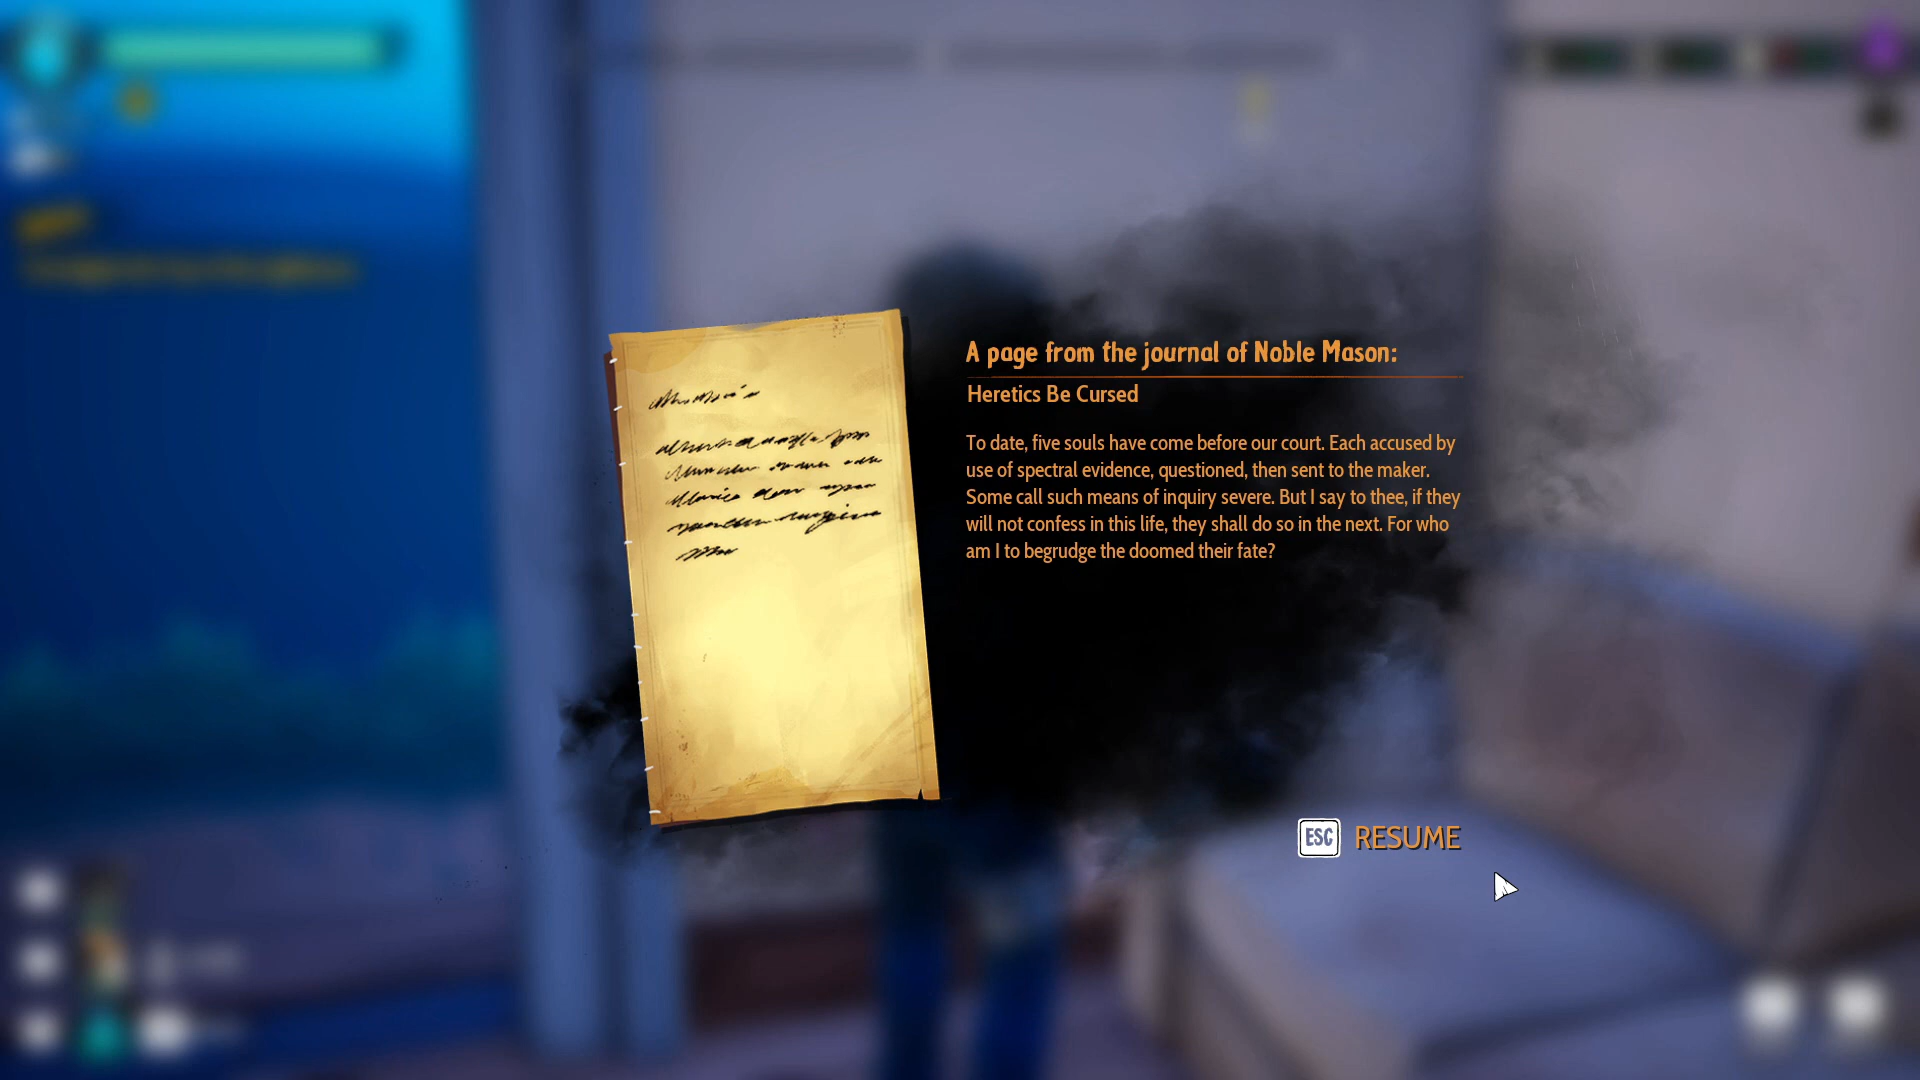 A page from the journal of Noble Mason:
Heretics Be Cursed
To date, five souls have come before our court. Each accused by
use of spectral evidence, questioned, then sent to the maker.
Some call such means of inquiry severe. But I say to thee, if they
will not confess in this life, they shall do so in the next. For who
am I to begrudge the doomed their fate?
ESC RESUME